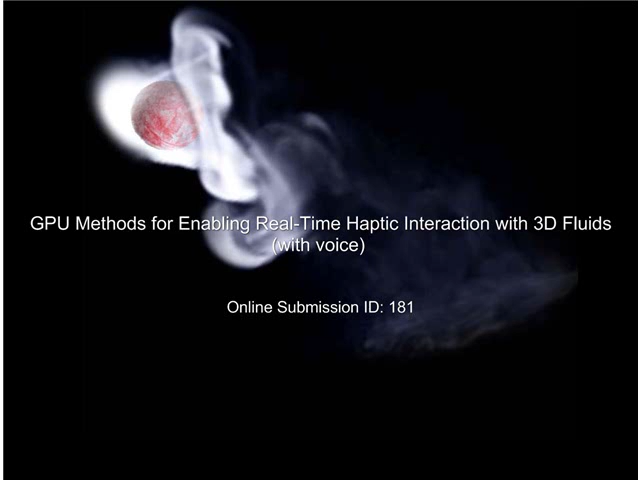 GPU Methods for Enabling Real-Time Haptic Interaction with 3D Fluids
(with voice)
Online Submission ID: 181